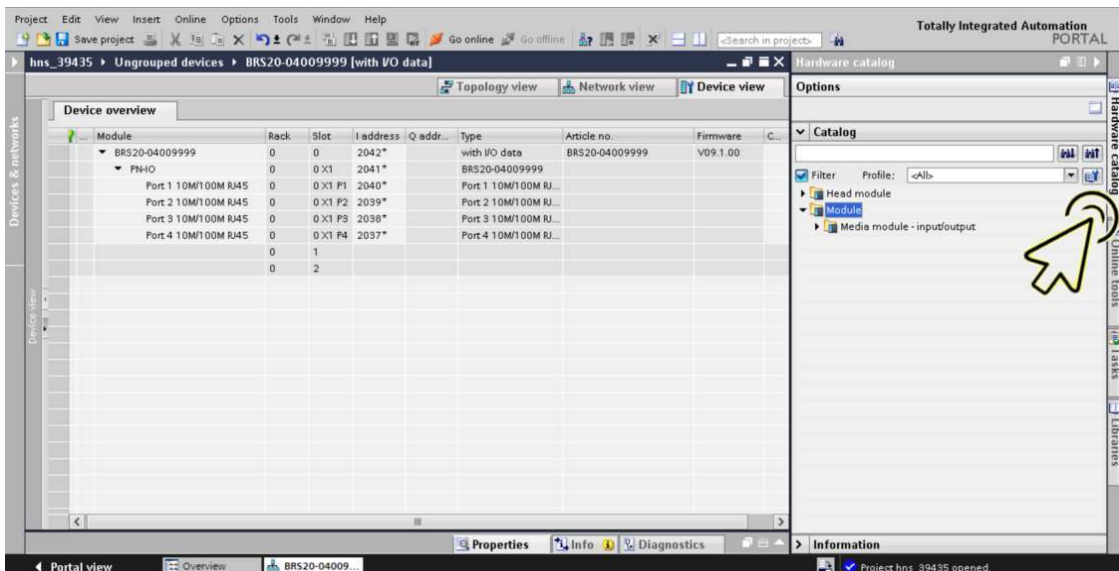 Project Edit View Insert Online Options Tools Window Help
Totally Integrated Automation
PORTAL
Save project Go online Go offline <Search in project>
hns_39435 ▸ Ungrouped devices ▸ BRS20-04009999 [with I/O data]
Hardware catalog
Topology view Network view Device view
Options
Device overview
Module Rack Slot I address Q addr... Type Article no. Firmware C...
BRS20-04009999 0 0 2042* with I/O data BRS20-04009999 V09.1.00
PN-IO 0 0 X1 2041* BRS20-04009999
Port 1 10M/100M RJ45 0 0 X1 P1 2040* Port 1 10M/100M RJ...
Port 2 10M/100M RJ45 0 0 X1 P2 2039* Port 2 10M/100M RJ...
Port 3 10M/100M RJ45 0 0 X1 P3 2038* Port 3 10M/100M RJ...
Port 4 10M/100M RJ45 0 0 X1 P4 2037* Port 4 10M/100M RJ...
0 1
0 2
Catalog
Filter Profile: <All>
Head module
Module
Media module - input/output
Information
Devices & networks
Device view
Hardware catalog
Online tools
Tasks
Libraries
Properties Info Diagnostics
Portal view Overview BRS20-04009... Project hns_39435 opened.